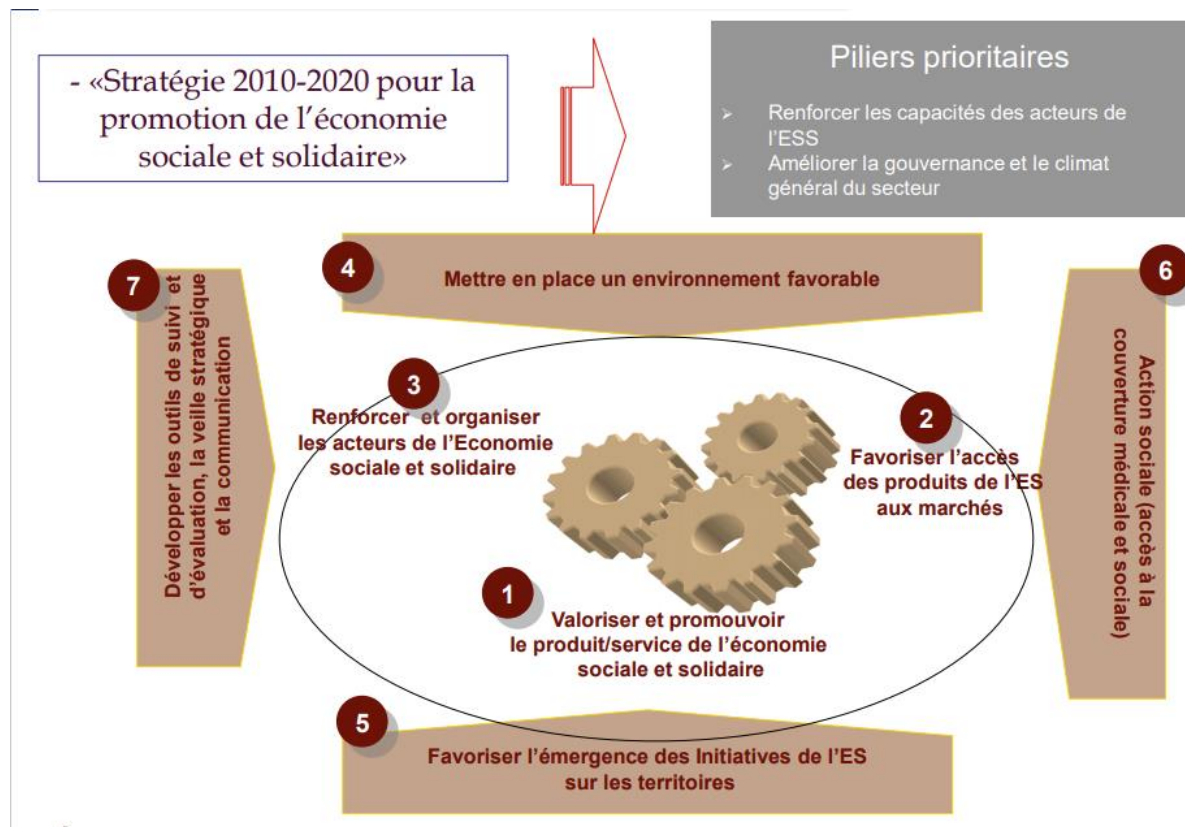 - «Stratégie 2010-2020 pour la
promotion de l’économie
sociale et solidaire»
Piliers prioritaires
➢ Renforcer les capacités des acteurs de
l’ESS
➢ Améliorer la gouvernance et le climat
général du secteur
4
Mettre en place un environnement favorable
7
Développer les outils de suivi et
d’évaluation, la veille stratégique
et la communication
6
Action sociale (accès à la
couverture médicale et sociale)
3
Renforcer et organiser
les acteurs de l’Economie
sociale et solidaire
2
Favoriser l’accès
des produits de l’ES
aux marchés
1
Valoriser et promouvoir
le produit/service de l’économie
sociale et solidaire
5
Favoriser l’émergence des Initiatives de l’ES
sur les territoires